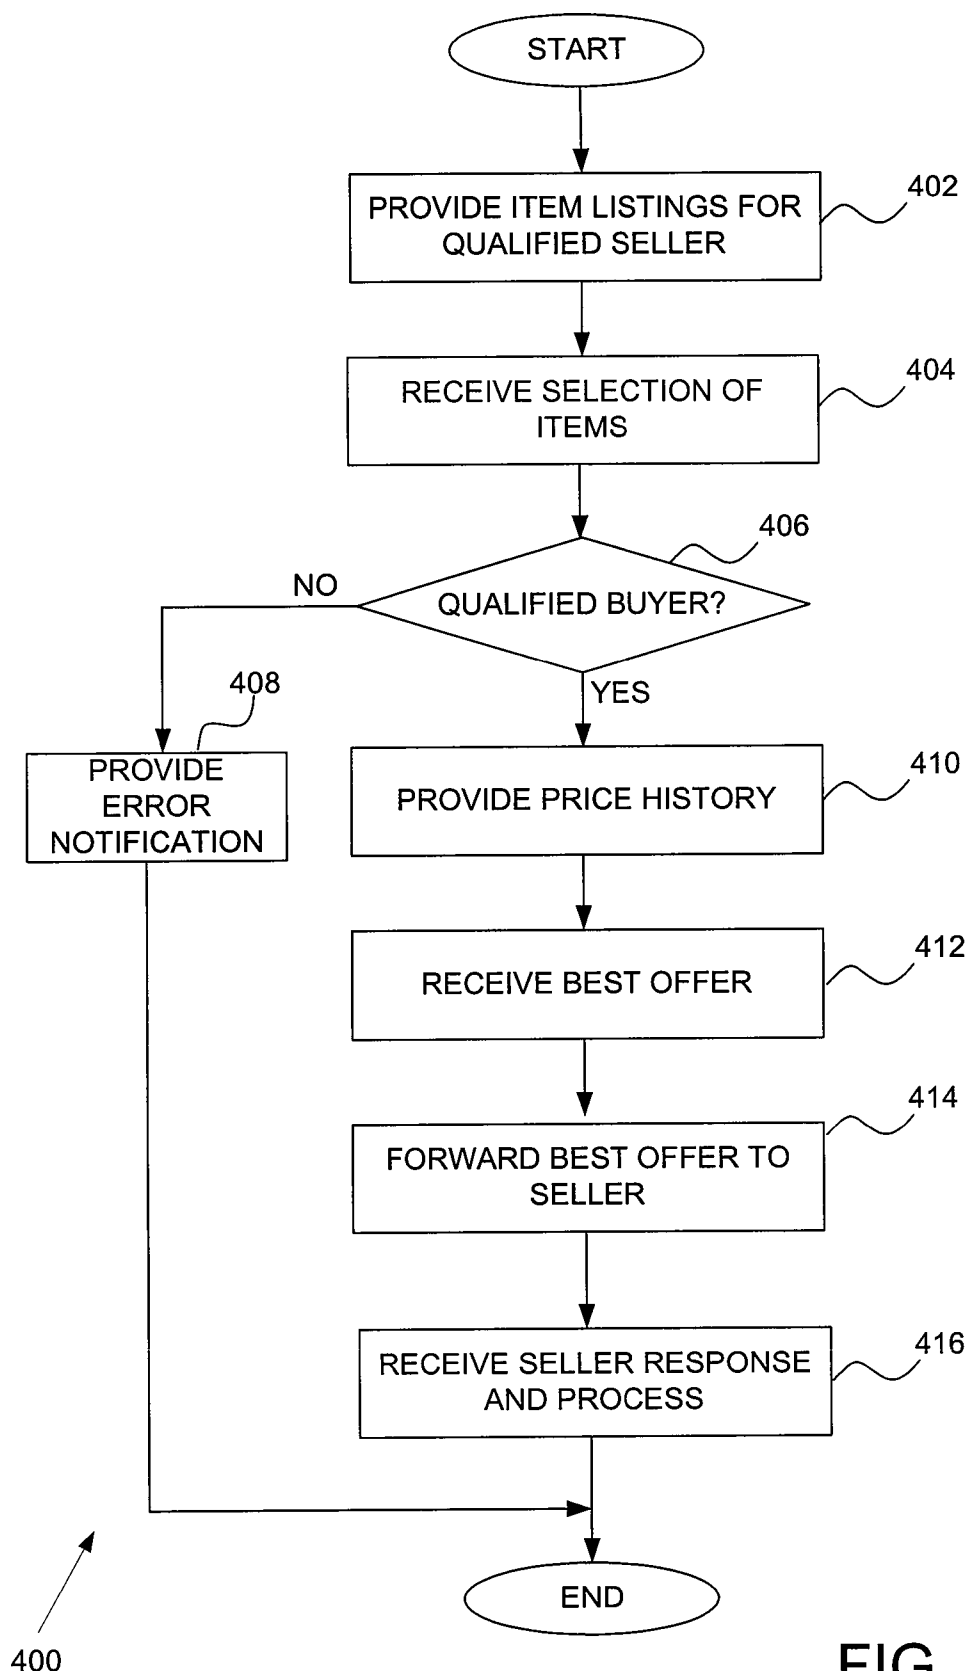 START
402
PROVIDE ITEM LISTINGS FOR
QUALIFIED SELLER
404
RECEIVE SELECTION OF
ITEMS
406
NO
QUALIFIED BUYER?
408
YES
PROVIDE
ERROR
NOTIFICATION
410
PROVIDE PRICE HISTORY
412
RECEIVE BEST OFFER
414
FORWARD BEST OFFER TO
SELLER
416
RECEIVE SELLER RESPONSE
AND PROCESS
END
400
FIG